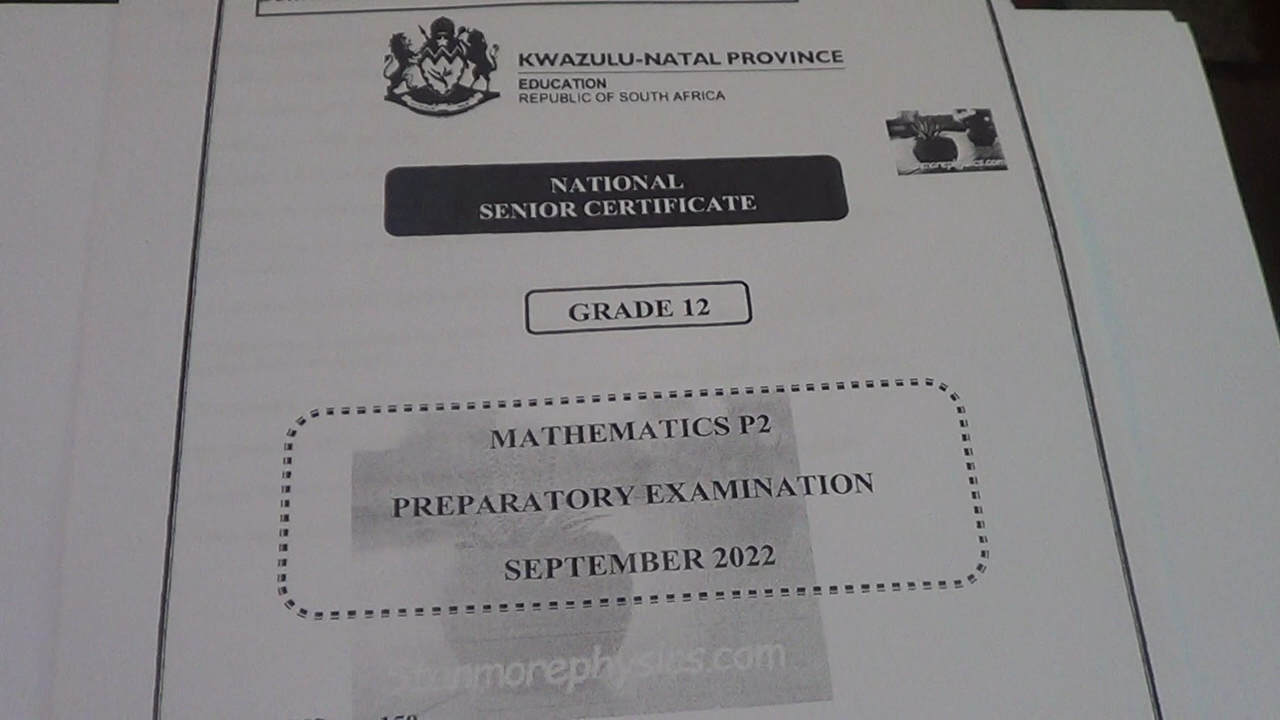 KWAZULU-NATAL PROVINCE
EDUCATION
REPUBLIC OF SOUTH AFRICA
NATIONAL
SENIOR CERTIFICATE
GRADE 12
MATHEMATICS P2
PREPARATORY EXAMINATION
SEPTEMBER 2022
Stanmorephysics.com
150